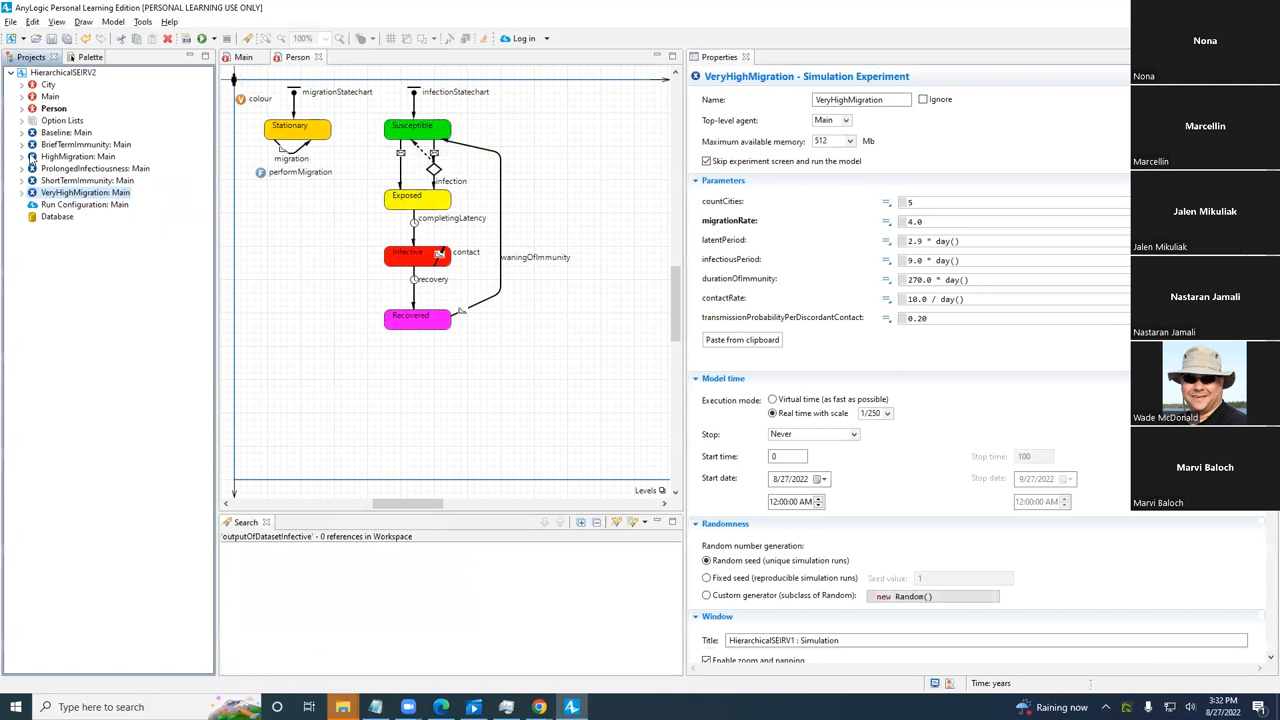 AnyLogic Personal Learning Edition [PERSONAL LEARNING USE ONLY]
File Edit View Draw Model Tools Help
100% Log in
Projects Palette
HierarchicalSEIRV2
City
Main
Person
Option Lists
Baseline: Main
BriefTermImmunity: Main
HighMigration: Main
ProlongedInfectiousness: Main
ShortTermImmunity: Main
VeryHighMigration: Main
Run Configuration: Main
Database
Main Person
colour
migrationStatechart
infectionStatechart
Stationary
Susceptible
migration
performMigration
infection
Exposed
completingLatency
Infective
contact
waningOfImmunity
recovery
Recovered
Levels
Search
'outputOfDatasetInfective' - 0 references in Workspace
Properties
VeryHighMigration - Simulation Experiment
Name: VeryHighMigration Ignore
Top-level agent: Main
Maximum available memory: 512 Mb
Skip experiment screen and run the model
Parameters
countCities: 5
migrationRate: 4.0
latentPeriod: 2.9 * day()
infectiousPeriod: 9.0 * day()
durationOfImmunity: 270.0 * day()
contactRate: 10.0 / day()
transmissionProbabilityPerDiscordantContact: 0.20
Paste from clipboard
Model time
Execution mode: Virtual time (as fast as possible)
Real time with scale 1/250
Stop: Never
Start time: 0 Stop time: 100
Start date: 8/27/2022 Stop date: 9/27/2022
12:00:00 AM 12:00:00 AM
Randomness
Random number generation:
Random seed (unique simulation runs)
Fixed seed (reproducible simulation runs) Seed value: 1
Custom generator (subclass of Random): new Random()
Window
Title: HierarchicalSEIRV1 : Simulation
Enable zoom and panning
Time: years
Nona
Nona
Marcellin
Marcellin
Jalen Mikuliak
Jalen Mikuliak
Nastaran Jamali
Nastaran Jamali
Wade McDonald
Marvi Baloch
Marvi Baloch
Type here to search
Raining now
3:32 PM
8/27/2022
1